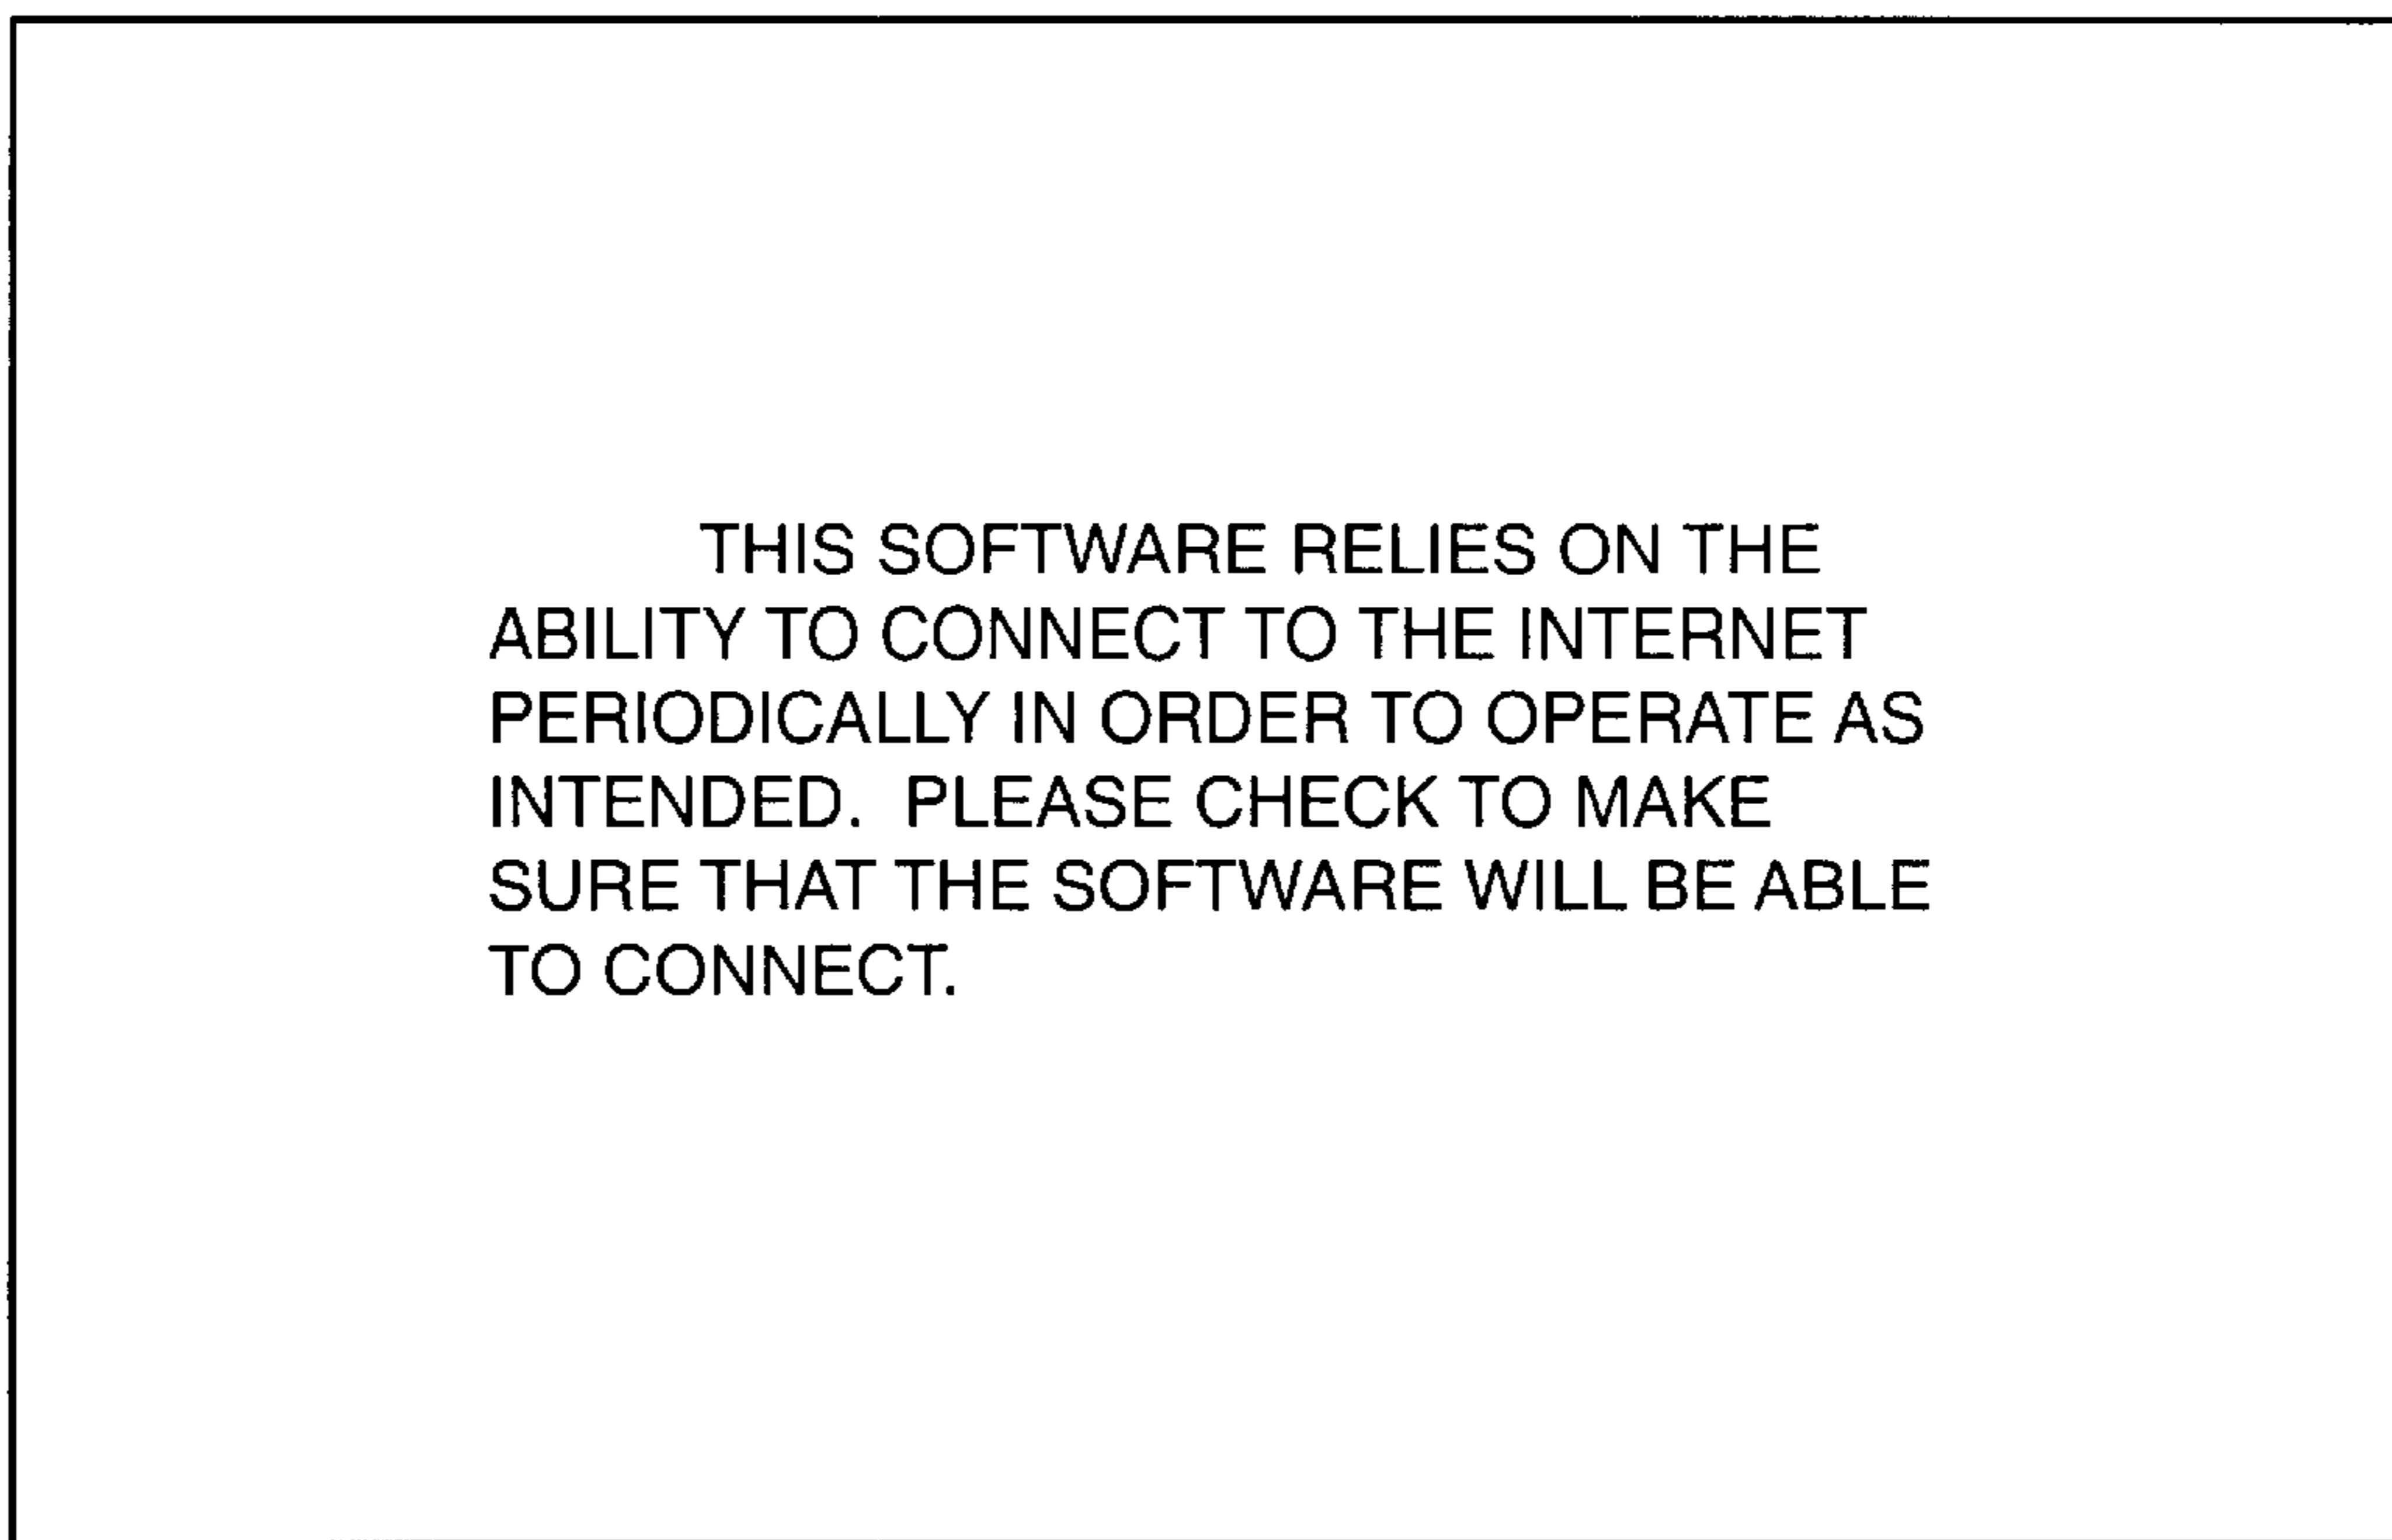 THIS SOFTWARE RELIES ON THE
ABILITY TO CONNECT TO THE INTERNET
PERIODICALLY IN ORDER TO OPERATE AS
INTENDED.  PLEASE CHECK TO MAKE
SURE THAT THE SOFTWARE WILL BE ABLE
TO CONNECT.